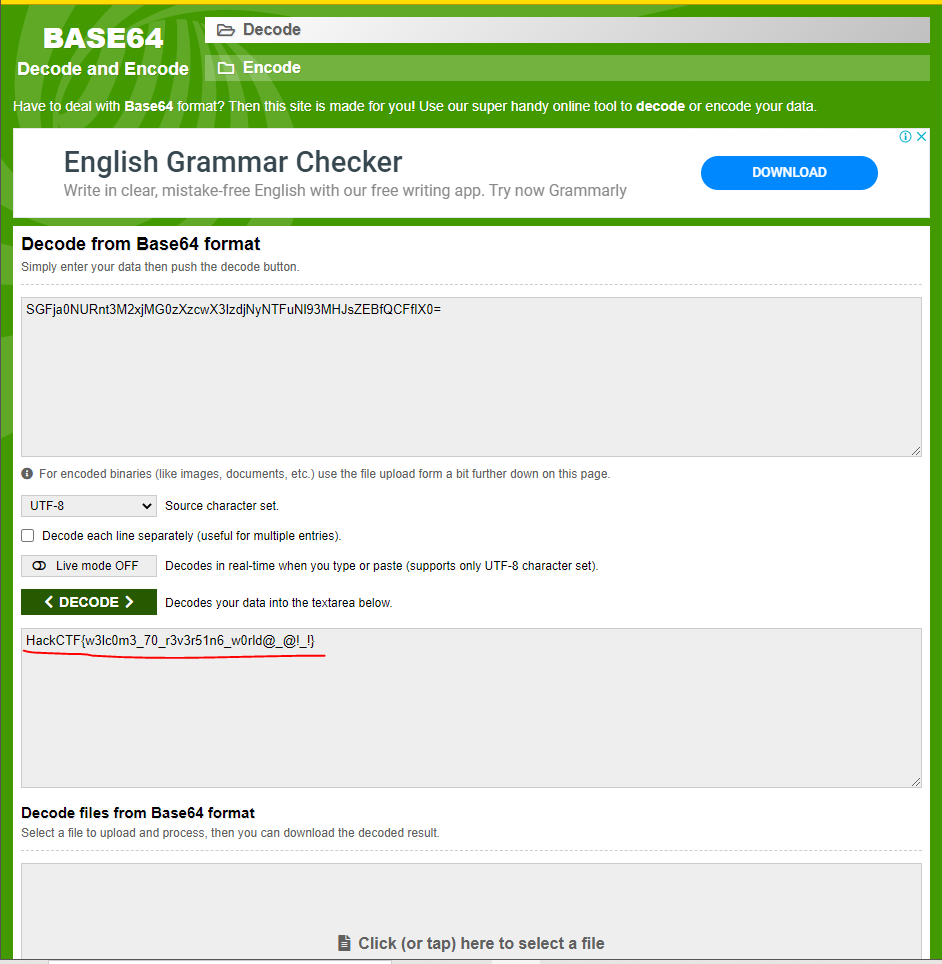 BASE64
Decode and Encode
Decode
Encode
Have to deal with Base64 format? Then this site is made for you! Use our super handy online tool to decode or encode your data.
English Grammar Checker
Write in clear, mistake-free English with our free writing app. Try now Grammarly
DOWNLOAD
Decode from Base64 format
Simply enter your data then push the decode button.
SGFja0NURnt3M2xjMG0zXzcwX3IzdjNyNTFuNl93MHJsZEBfQCFfIX0=
For encoded binaries (like images, documents, etc.) use the file upload form a bit further down on this page.
UTF-8 Source character set.
Decode each line separately (useful for multiple entries).
Live mode OFF Decodes in real-time when you type or paste (supports only UTF-8 character set).
< DECODE > Decodes your data into the textarea below.
HackCTF{w3lc0m3_70_r3v3r51n6_w0rld@_@!_!}
Decode files from Base64 format
Select a file to upload and process, then you can download the decoded result.
Click (or tap) here to select a file